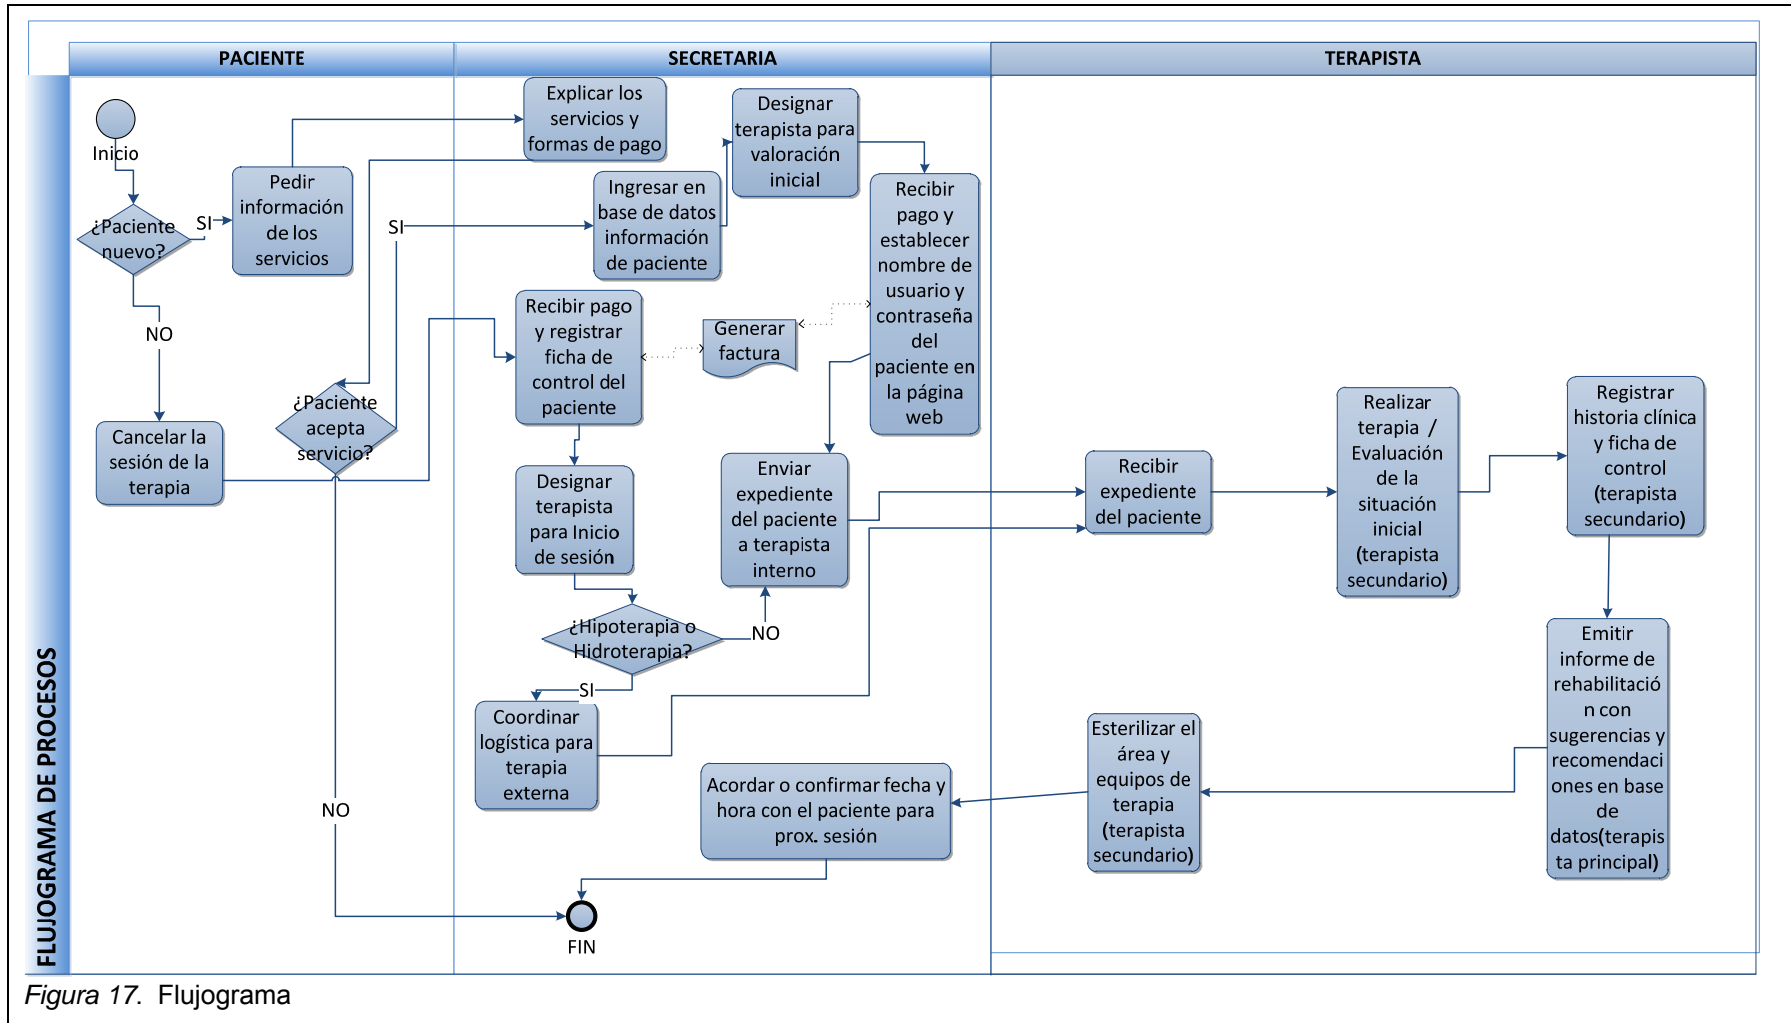 PACIENTE
SECRETARIA
TERAPISTA
FLUJOGRAMA DE PROCESOS
Inicio
¿Paciente
nuevo?
SI
NO
Pedir
información
de los
servicios
Cancelar la
sesión de la
terapia
¿Paciente
acepta
servicio?
SI
NO
Explicar los
servicios y
formas de pago
Ingresar en
base de datos
información
de paciente
Designar
terapista para
valoración
inicial
Recibir
pago y
establecer
nombre de
usuario y
contraseña
del
paciente en
la página
web
Recibir pago
y registrar
ficha de
control del
paciente
Generar
factura
Designar
terapista
para Inicio
de sesión
Enviar
expediente
del paciente
a terapista
interno
¿Hipoterapia o
Hidroterapia?
NO
SI
Coordinar
logística para
terapia
externa
Acordar o confirmar fecha y
hora con el paciente para
prox. sesión
FIN
Recibir
expediente
del paciente
Realizar
terapia /
Evaluación
de la
situación
inicial
(terapista
secundario)
Registrar
historia clínica
y ficha de
control
(terapista
secundario)
Emitir
informe de
rehabilitació
n con
sugerencias y
recomendaci
ones en base
de
datos(terapis
ta principal)
Esterilizar el
área y
equipos de
terapia
(terapista
secundario)
Figura 17. Flujograma